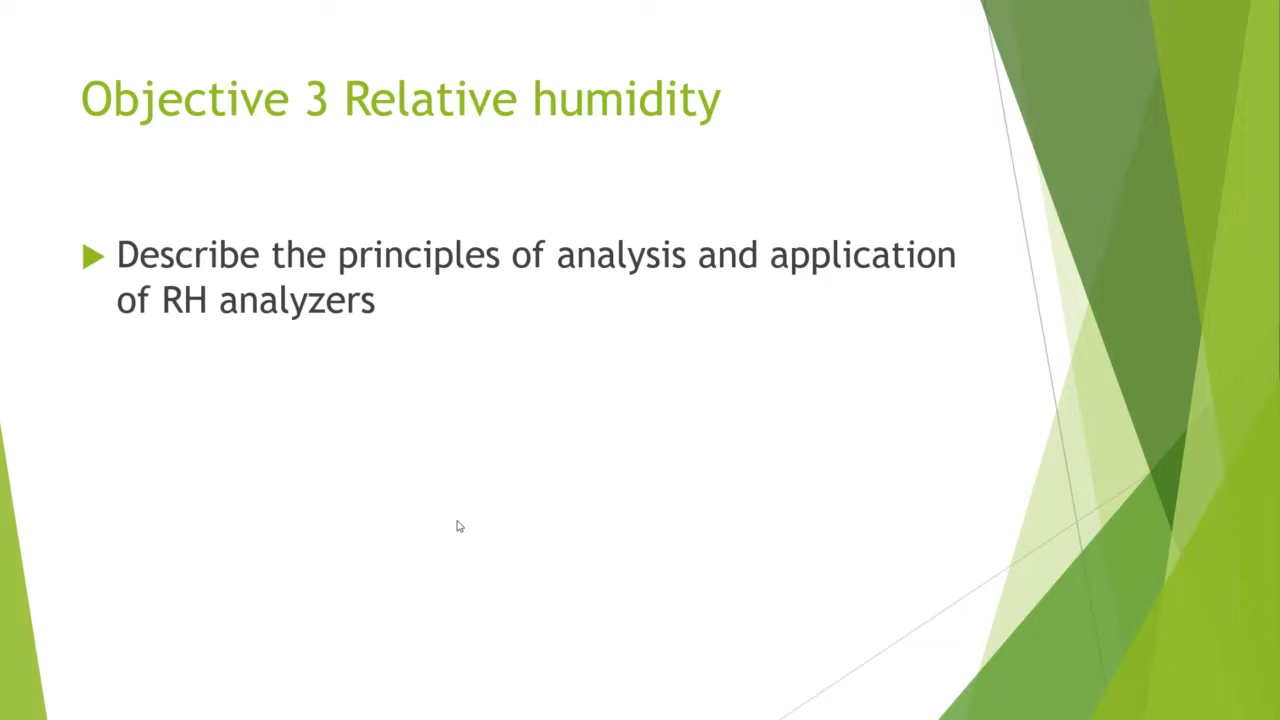 Objective 3 Relative humidity
Describe the principles of analysis and application
of RH analyzers